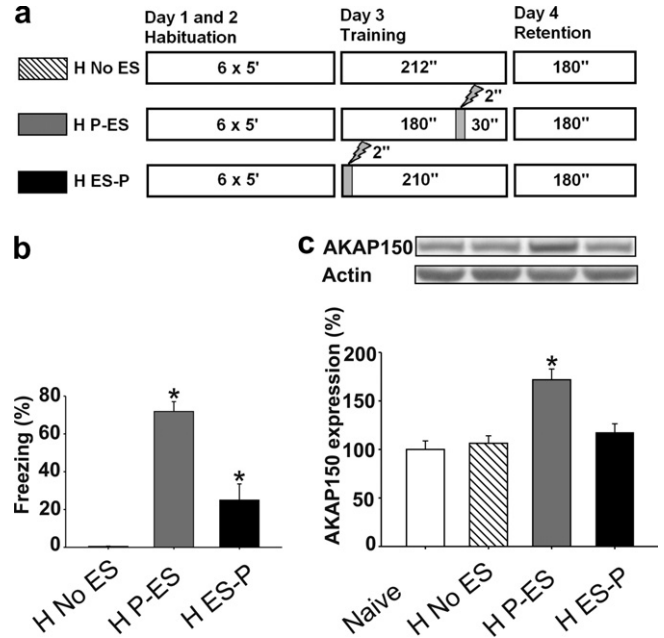 a
Day 1 and 2
Habituation
Day 3
Training
Day 4
Retention
H No ES
6 x 5'
212"
180"
2"
H P-ES
6 x 5'
180"
30"
180"
2"
H ES-P
6 x 5'
210"
180"
b
Freezing (%)
80
60
40
20
0
H No ES
H P-ES
H ES-P
*
*
c
AKAP150
Actin
AKAP150 expression (%)
200
150
100
50
0
*
Naive
H No ES
H P-ES
H ES-P